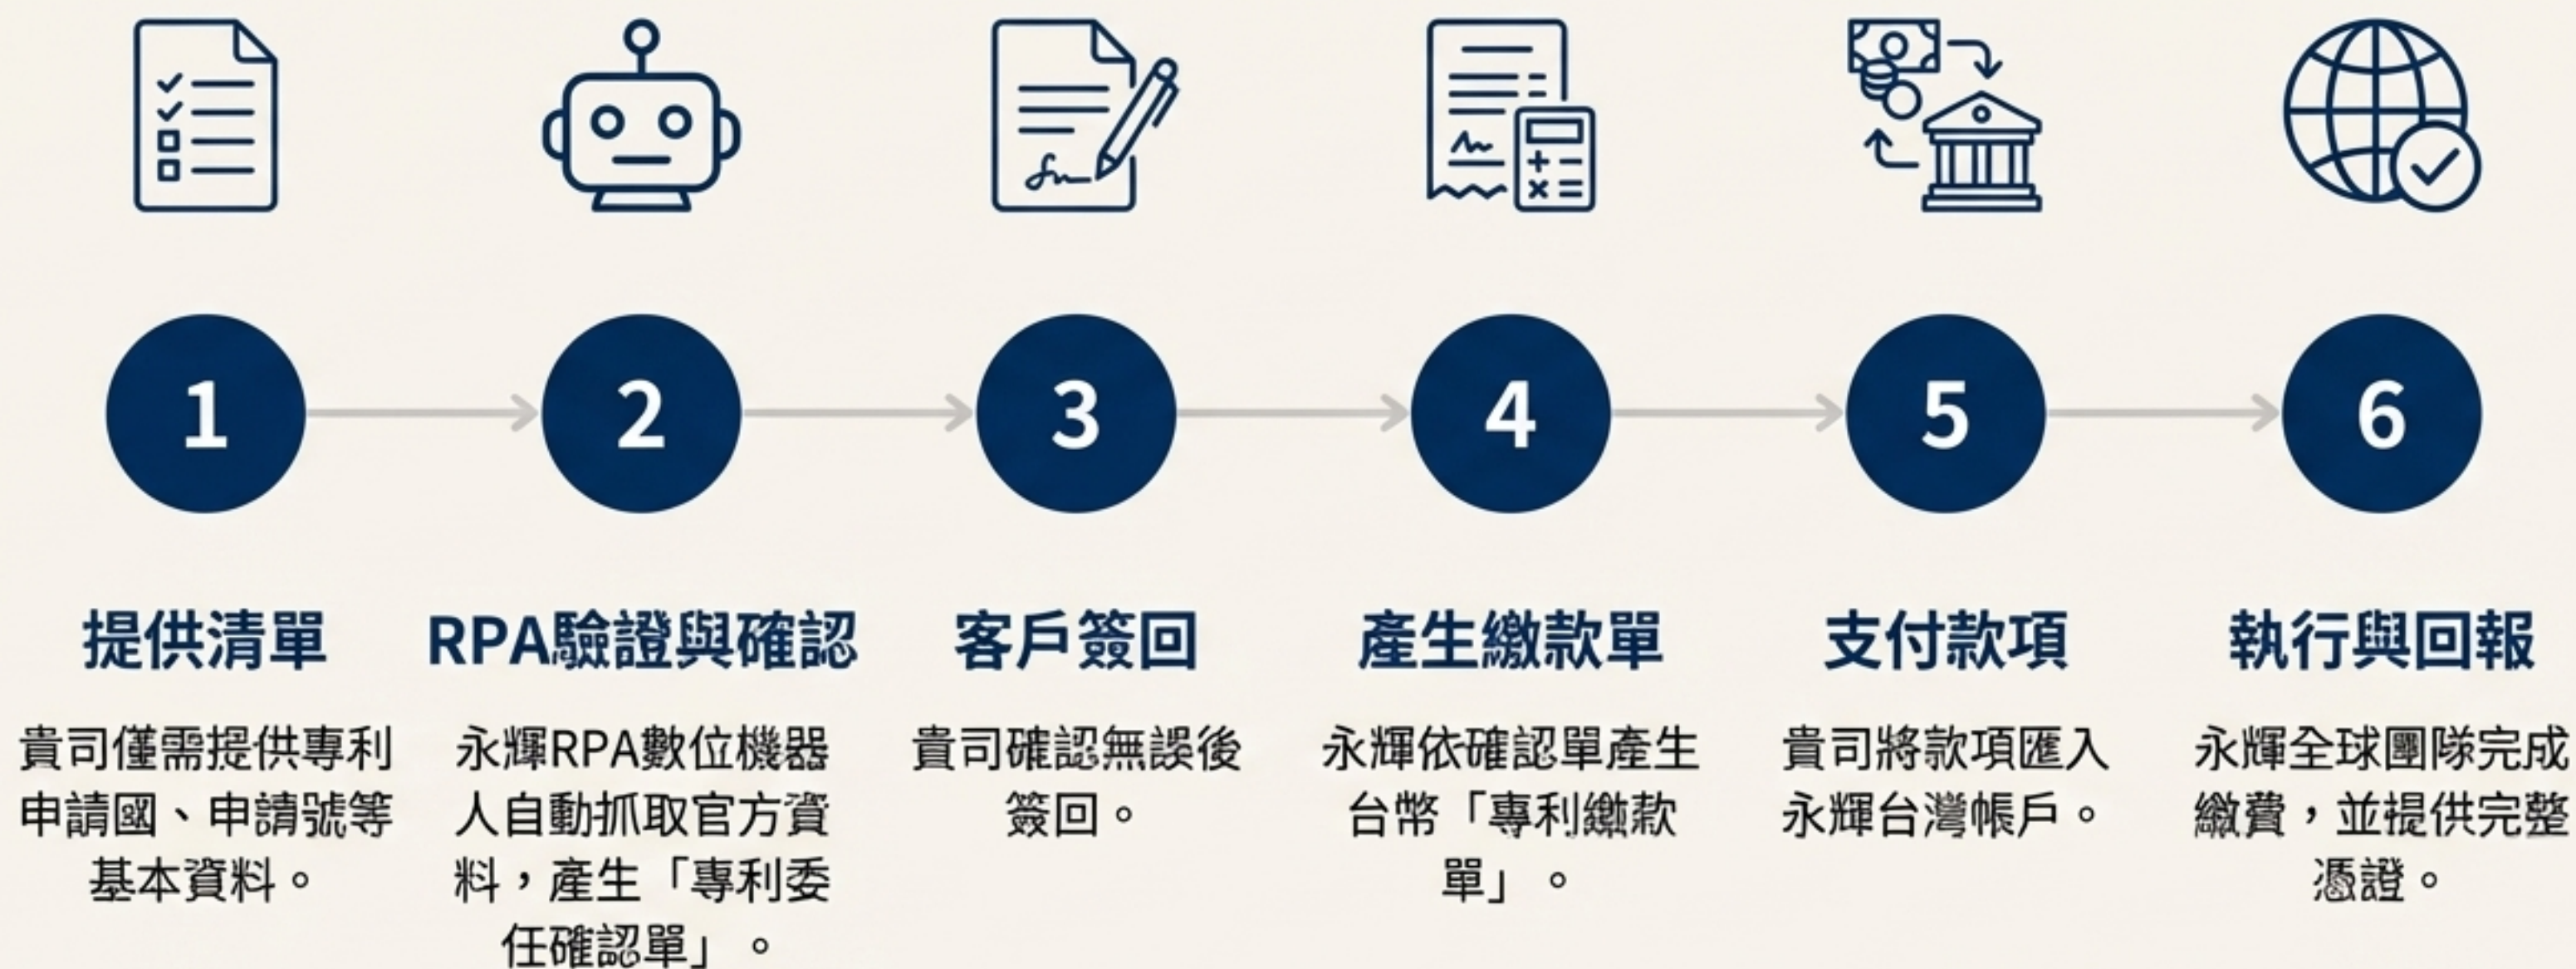 1
2
3
4
5
6
提供清單
貴司僅需提供專利
申請國、申請號等
基本資料。
RPA驗證與確認
永輝RPA數位機器
人自動抓取官方資
料，產生「專利委
任確認單」。
客戶簽回
貴司確認無誤後
簽回。
產生繳款單
永輝依確認單產生
台幣「專利繳款
單」。
支付款項
貴司將款項匯入
永輝台灣帳戶。
執行與回報
永輝全球團隊完成
繳費，並提供完整
憑證。